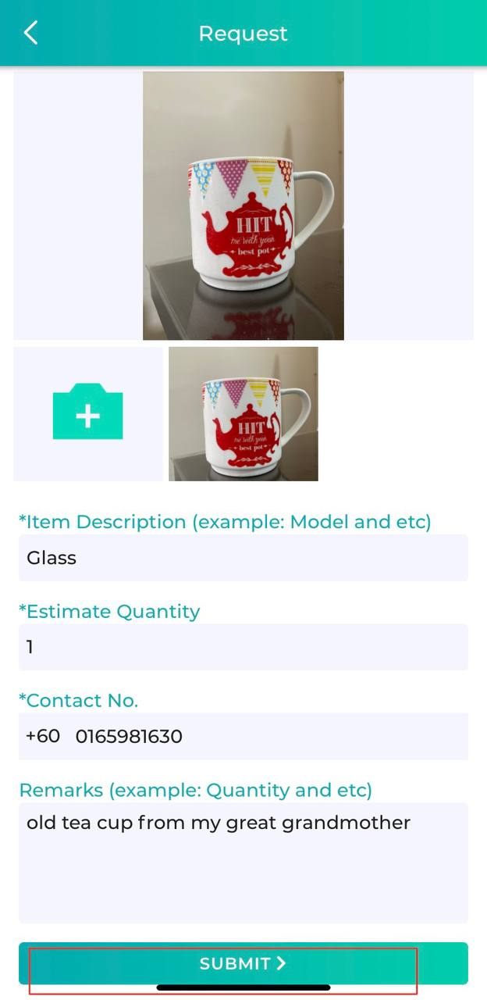 Request
HIT
me with your
best pot
HIT
me with your
best pot
*Item Description (example: Model and etc)
Glass
*Estimate Quantity
1
*Contact No.
+60 0165981630
Remarks (example: Quantity and etc)
old tea cup from my great grandmother
SUBMIT